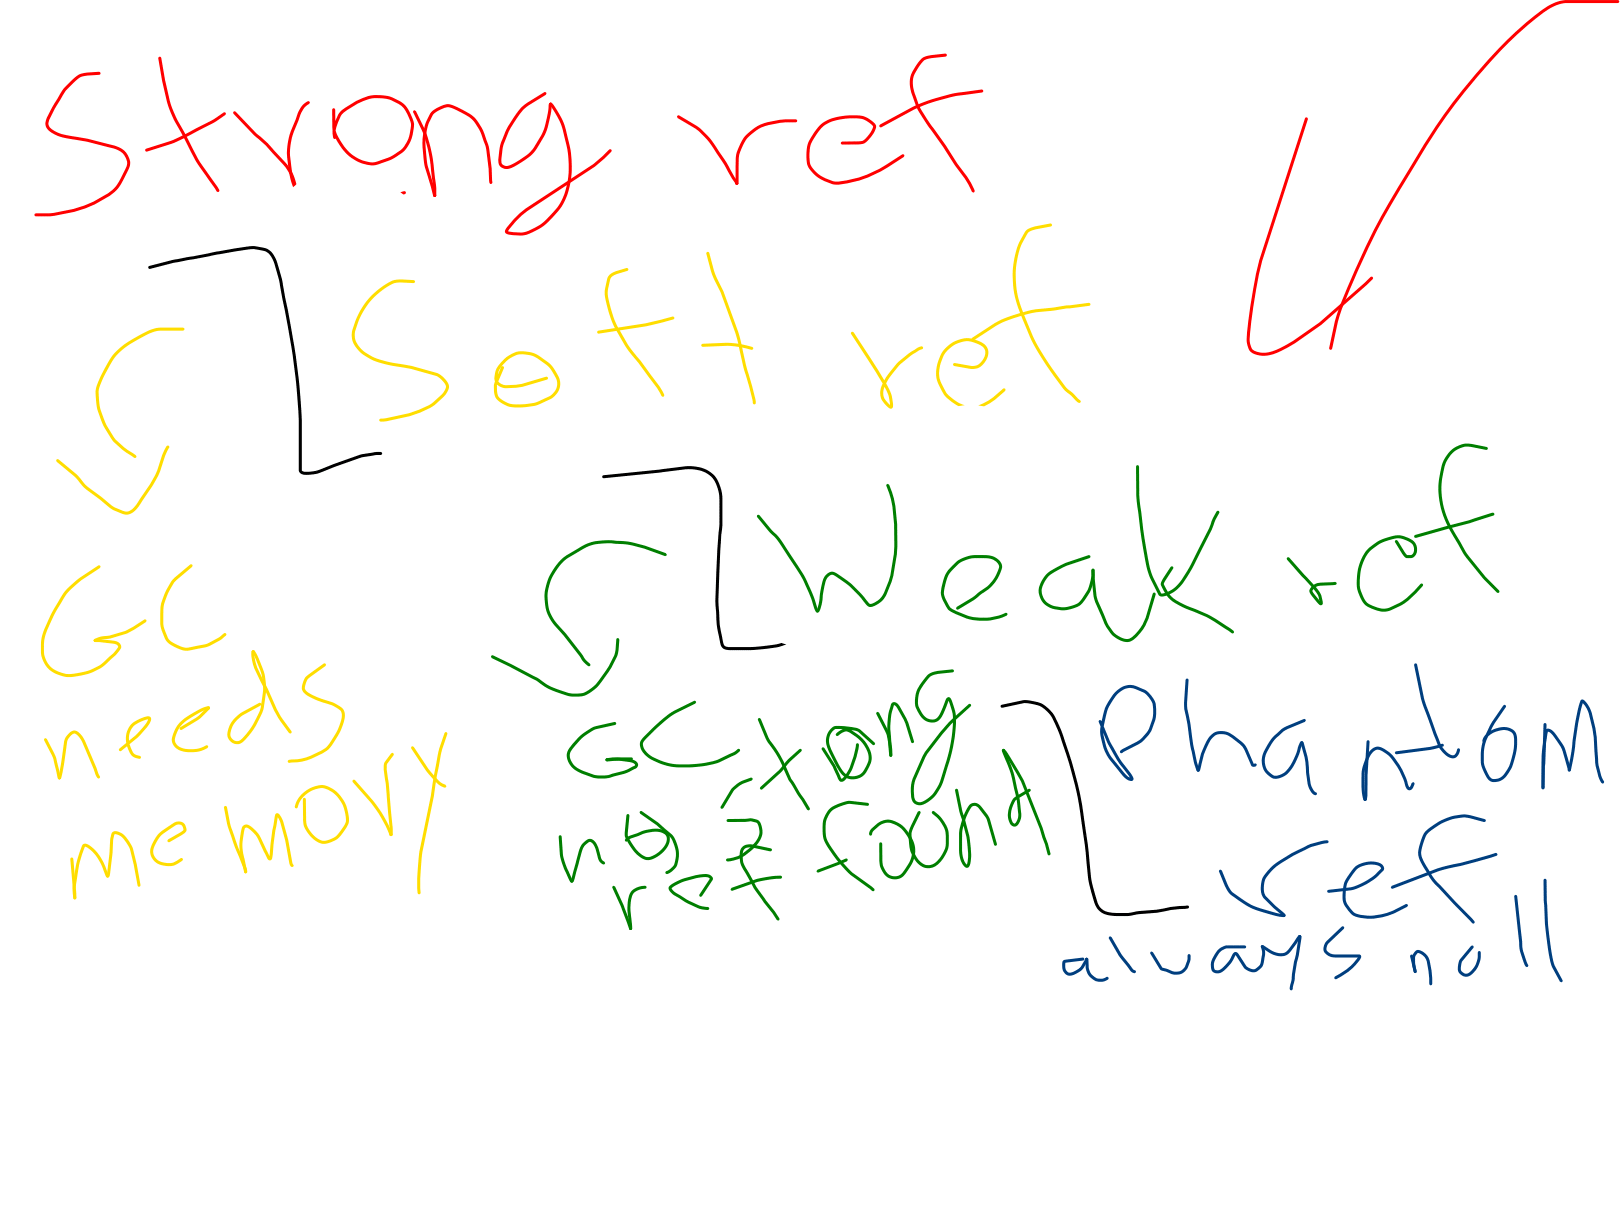 Strong ref
Soft ref
GC
needs
memory
Weak ref
GC
no strong
ref found
Phantom
ref
always null